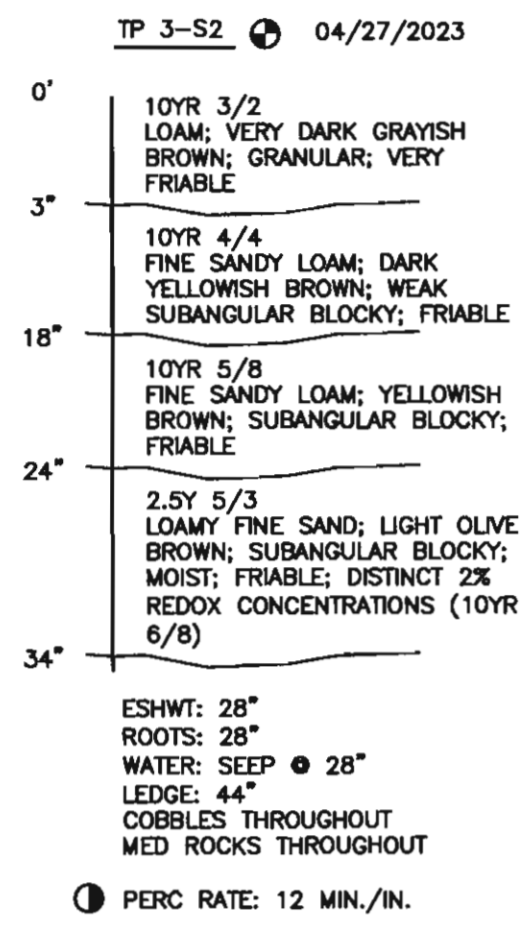 TP 3-S2 04/27/2023
0'
10YR 3/2
LOAM; VERY DARK GRAYISH
BROWN; GRANULAR; VERY
FRIABLE
3"
10YR 4/4
FINE SANDY LOAM; DARK
YELLOWISH BROWN; WEAK
SUBANGULAR BLOCKY; FRIABLE
18"
10YR 5/8
FINE SANDY LOAM; YELLOWISH
BROWN; SUBANGULAR BLOCKY;
FRIABLE
24"
2.5Y 5/3
LOAMY FINE SAND; LIGHT OLIVE
BROWN; SUBANGULAR BLOCKY;
MOIST; FRIABLE; DISTINCT 2%
REDOX CONCENTRATIONS (10YR
6/8)
34"
ESHWT: 28"
ROOTS: 28"
WATER: SEEP @ 28"
LEDGE: 44"
COBBLES THROUGHOUT
MED ROCKS THROUGHOUT
PERC RATE: 12 MIN./IN.